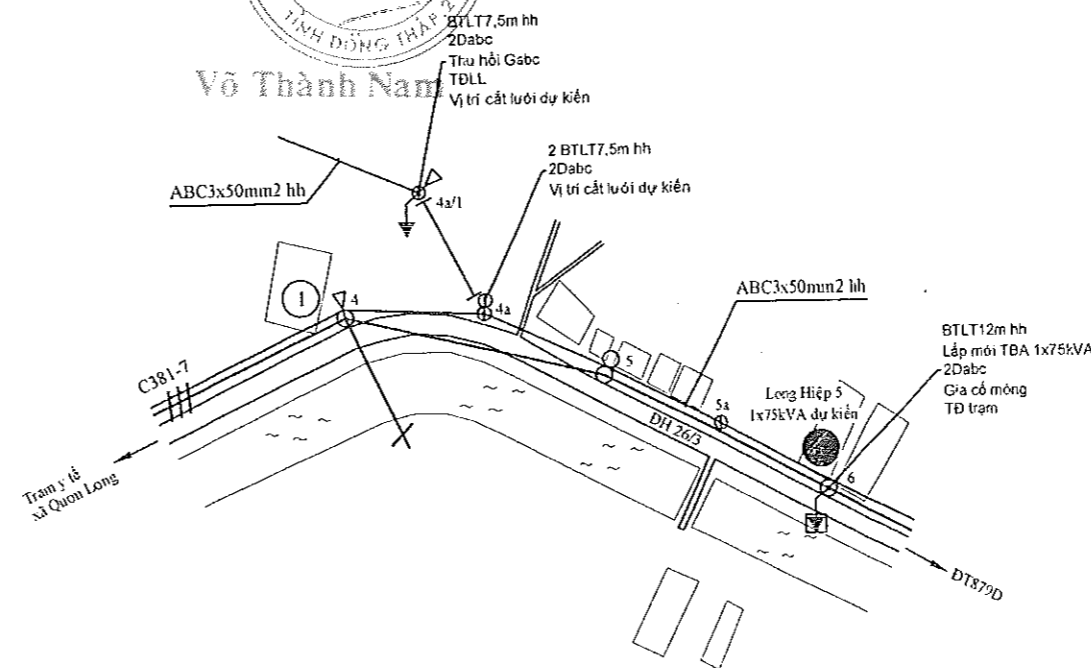 TỈNH ĐỒNG THÁP
Võ Thành Nam
BTLT7,5m hh
2Dabc
Thu hồi Gabc
TĐLL
Vị trí cắt lưới dự kiến
2 BTLT7,5m hh
2Dabc
Vị trí cắt lưới dự kiến
ABC3x50mm2 hh
4a/1
1
4
4a
ABC3x50mm2 hh
BTLT12m hh
Lắp mới TBA 1x75kVA
2Dabc
Gia cố móng
TĐ trạm
C381-7
5
5a
Long Hiệp 5
1x75kVA dự kiến
ĐH 26/3
6
Trạm y tế
xã Quơn Long
ĐT879D